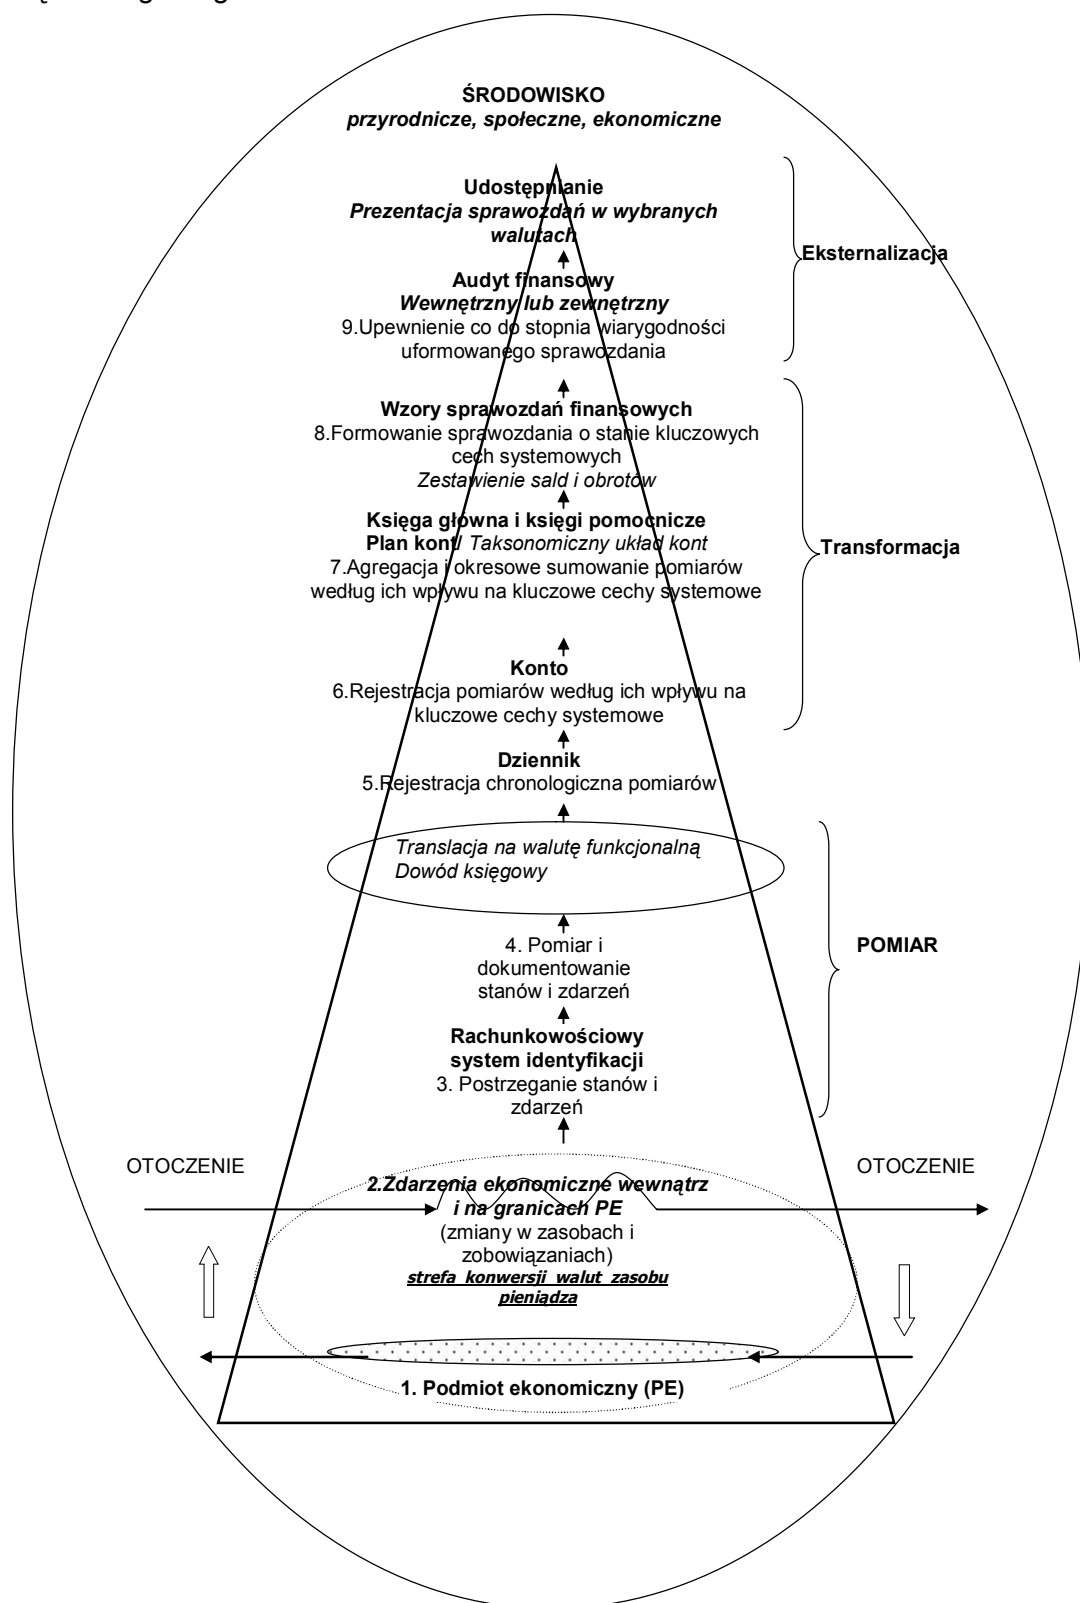 ŚRODOWISKO
przyrodnicze, społeczne, ekonomiczne
Udostępnianie
Prezentacja sprawozdań w wybranych
walutach
Eksternalizacja
Audyt finansowy
Wewnętrzny lub zewnętrzny
9.Upewnienie co do stopnia wiarygodności
uformowanego sprawozdania
Wzory sprawozdań finansowych
8.Formowanie sprawozdania o stanie kluczowych
cech systemowych
Zestawienie sald i obrotów
Księga główna i księgi pomocnicze
Plan kont/ Taksonomiczny układ kont
7.Agregacja i okresowe sumowanie pomiarów
według ich wpływu na kluczowe cechy systemowe
Transformacja
Konto
6.Rejestracja pomiarów według ich wpływu na
kluczowe cechy systemowe
Dziennik
5.Rejestracja chronologiczna pomiarów
Translacja na walutę funkcjonalną
Dowód księgowy
4. Pomiar i
dokumentowanie
stanów i zdarzeń
POMIAR
Rachunkowościowy
system identyfikacji
3. Postrzeganie stanów i
zdarzeń
OTOCZENIE
OTOCZENIE
2.Zdarzenia ekonomiczne wewnątrz
i na granicach PE
(zmiany w zasobach i
zobowiązaniach)
strefa konwersji walut zasobu
pieniądza
1. Podmiot ekonomiczny (PE)